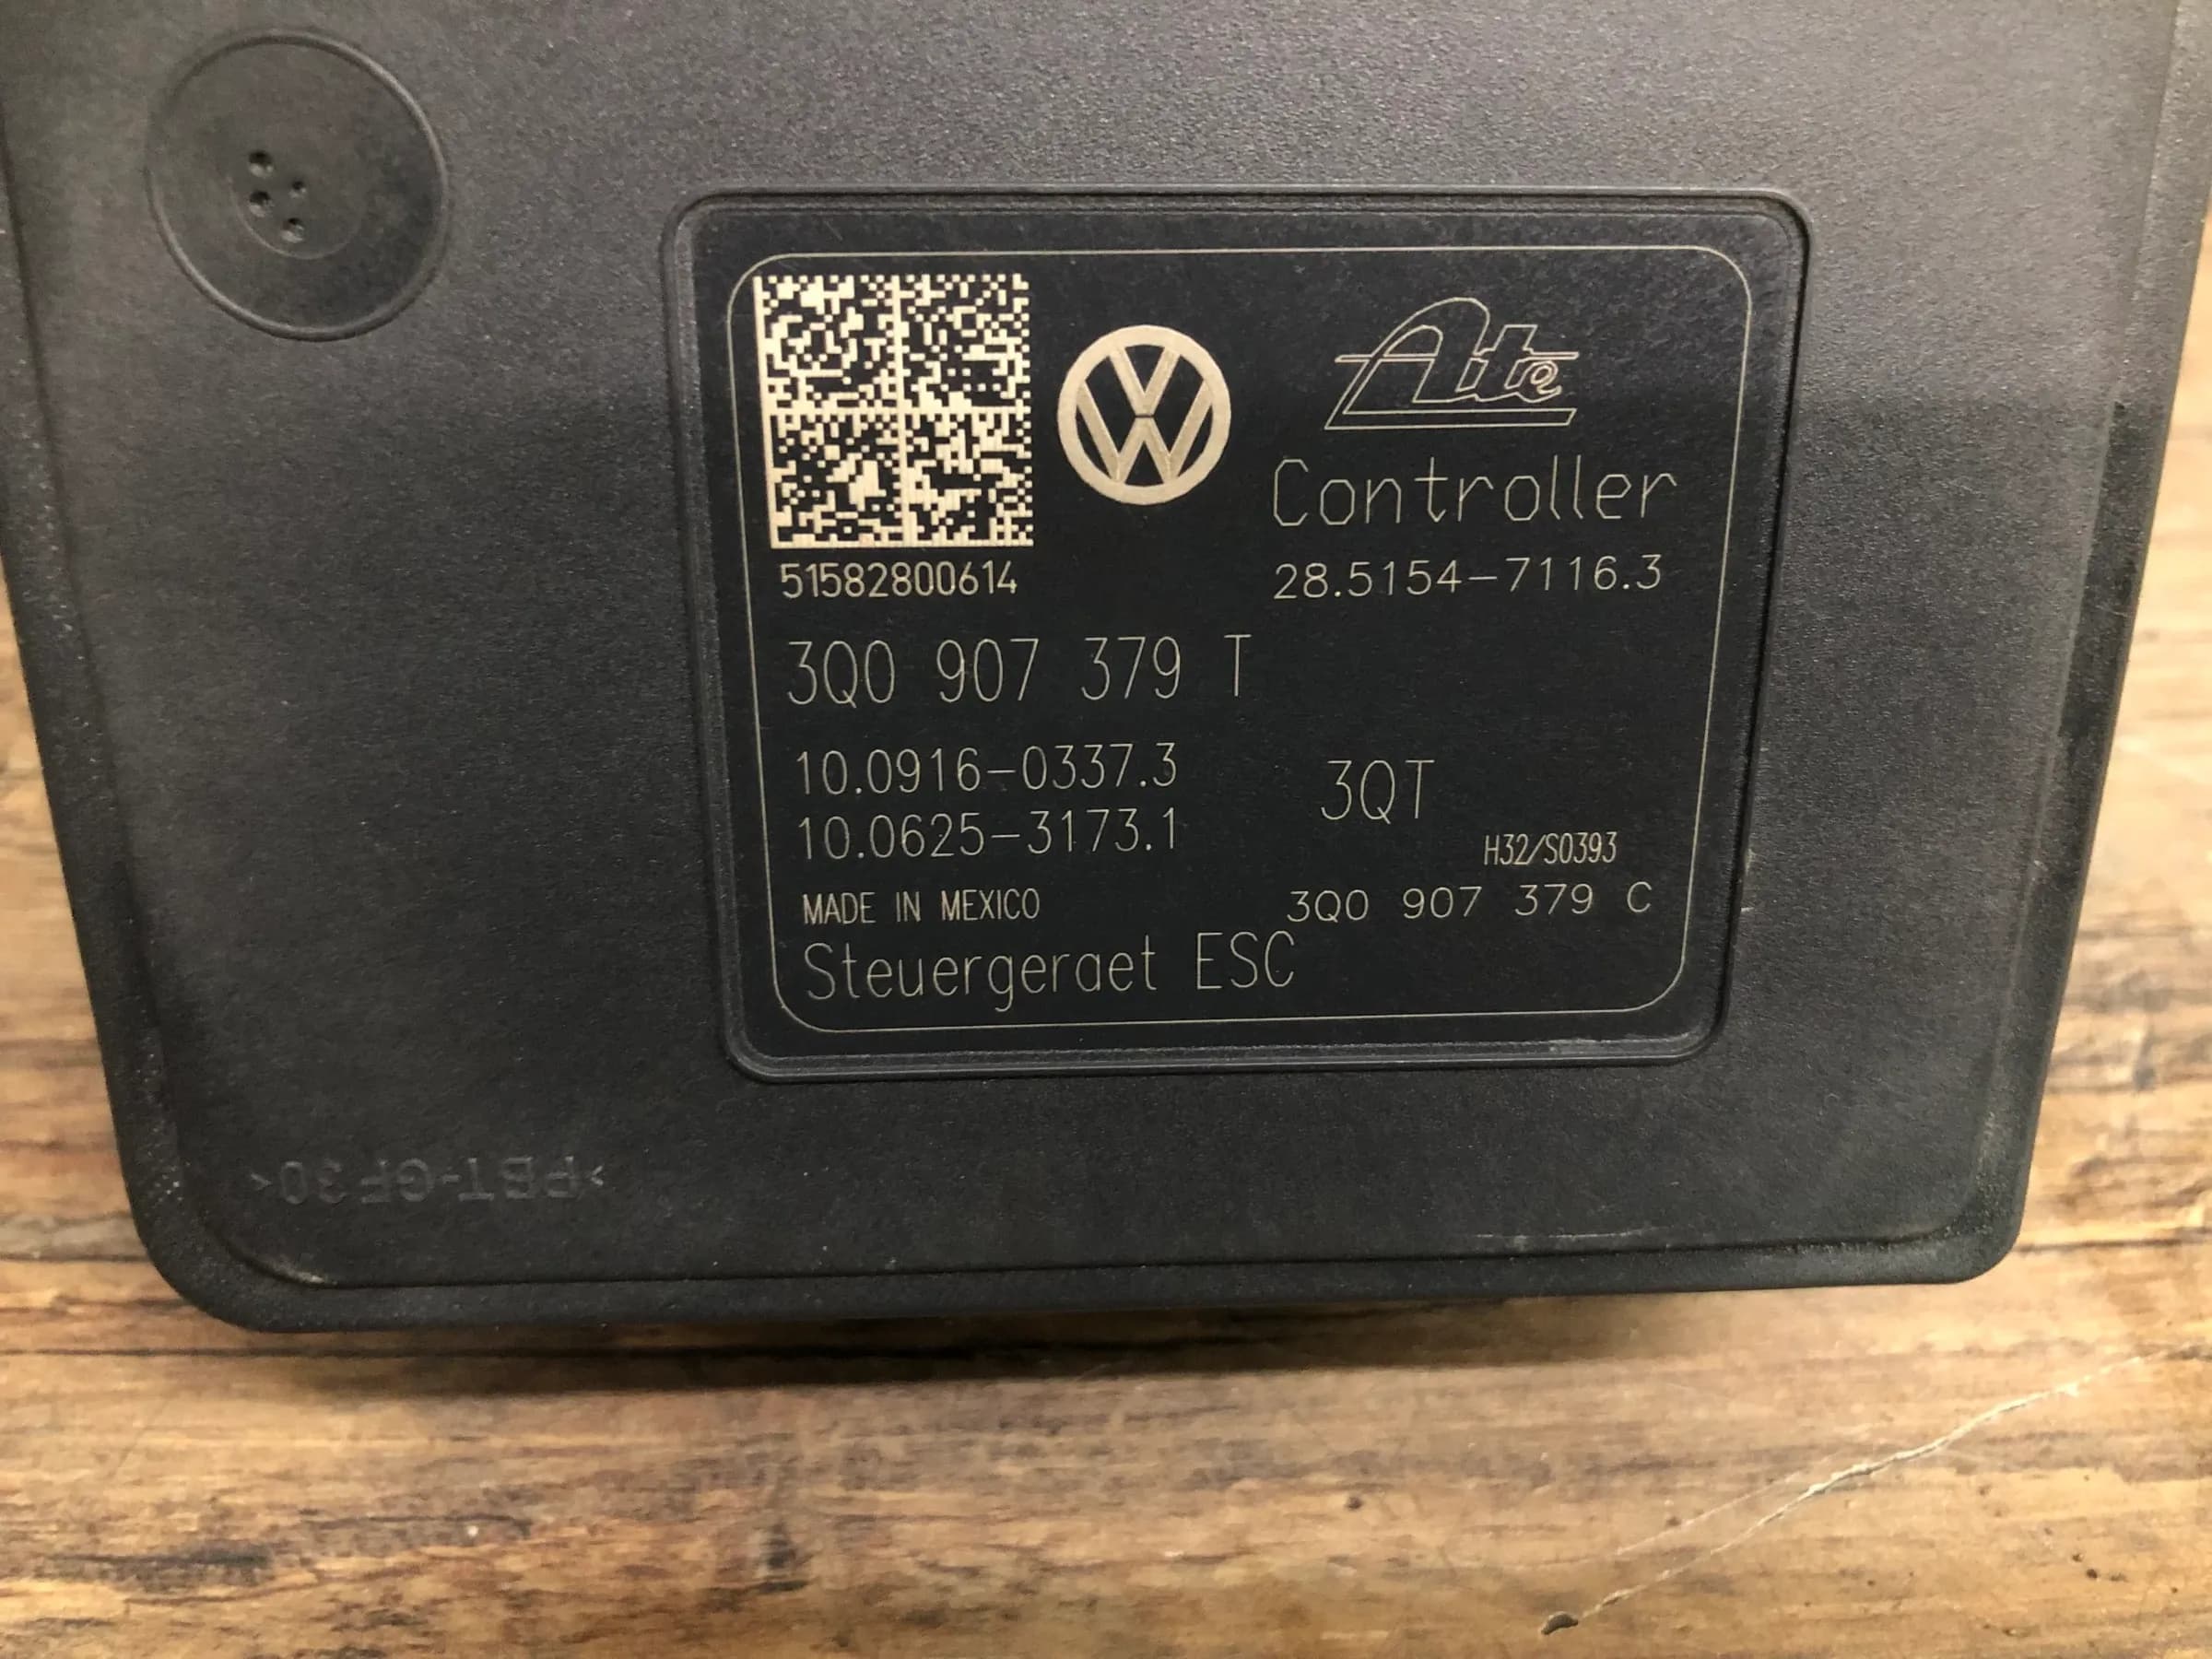 Ate
Controller
51582800614
28.5154-7116.3
3Q0 907 379 T
10.0916-0337.3
3QT
10.0625-3173.1
H32/S0393
MADE IN MEXICO
3Q0 907 379 C
Steuergeraet ESC
>PBT-GF30<